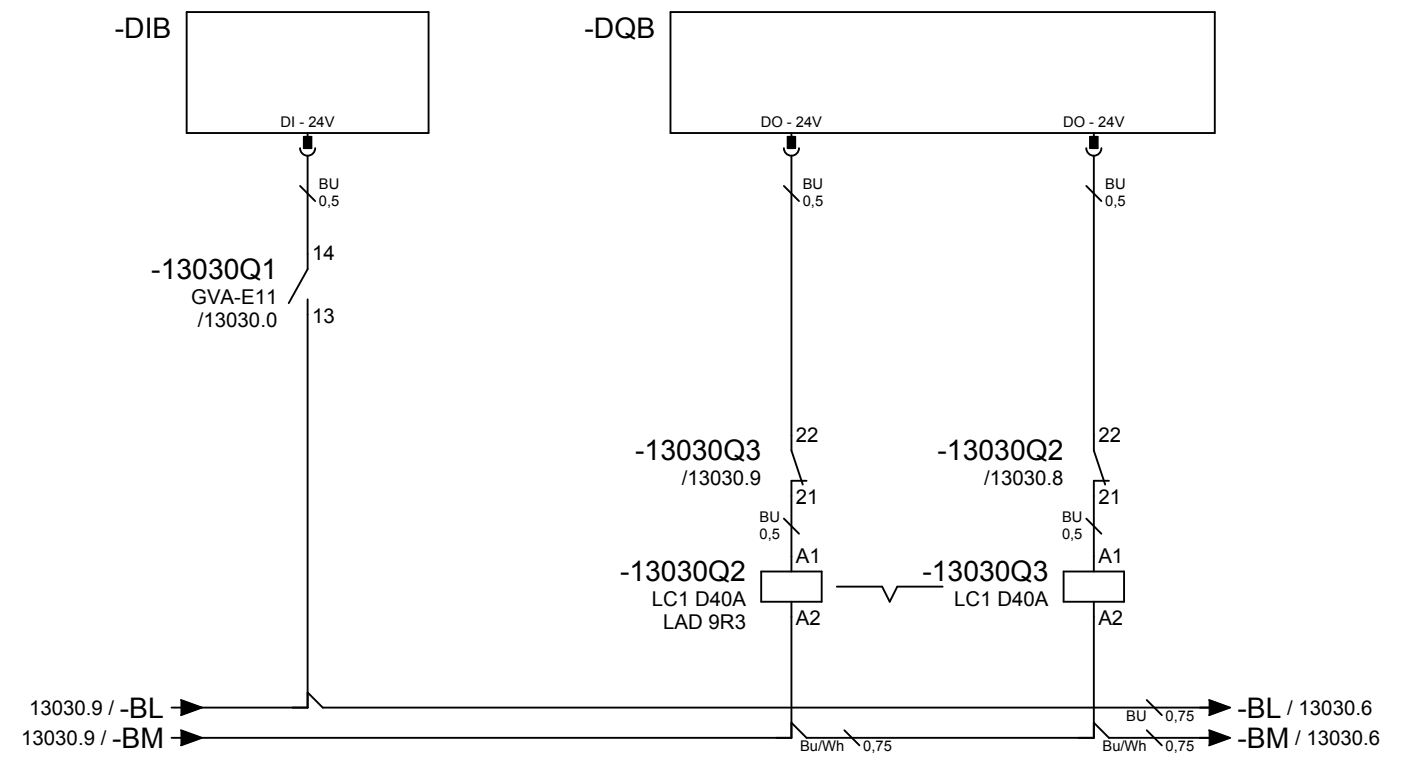 -DIB
-DQB
DI - 24V
DO - 24V
DO - 24V
BU
0,5
BU
0,5
BU
0,5
14
-13030Q1
GVA-E11
/13030.0
13
22
-13030Q3
/13030.9
21
22
-13030Q2
/13030.8
21
BU
0,5
BU
0,5
A1
-13030Q2
LC1 D40A
LAD 9R3
A2
A1
-13030Q3
LC1 D40A
A2
13030.9 / -BL
BU 0,75
-BL / 13030.6
13030.9 / -BM
Bu/Wh 0,75
Bu/Wh 0,75
-BM / 13030.6